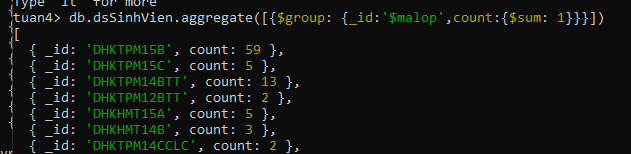 Type "it" for more
tuan4> db.dsSinhVien.aggregate([{$group: {_id:'$malop',count:{$sum: 1}}}])
[
{ _id: 'DHKTPM15B', count: 59 },
{ _id: 'DHKTPM15C', count: 5 },
{ _id: 'DHKTPM14BTT', count: 13 },
{ _id: 'DHKTPM12BTT', count: 2 },
{ _id: 'DHKHMT15A', count: 5 },
{ _id: 'DHKHMT14B', count: 3 },
{ _id: 'DHKTPM14CCLC', count: 2 },